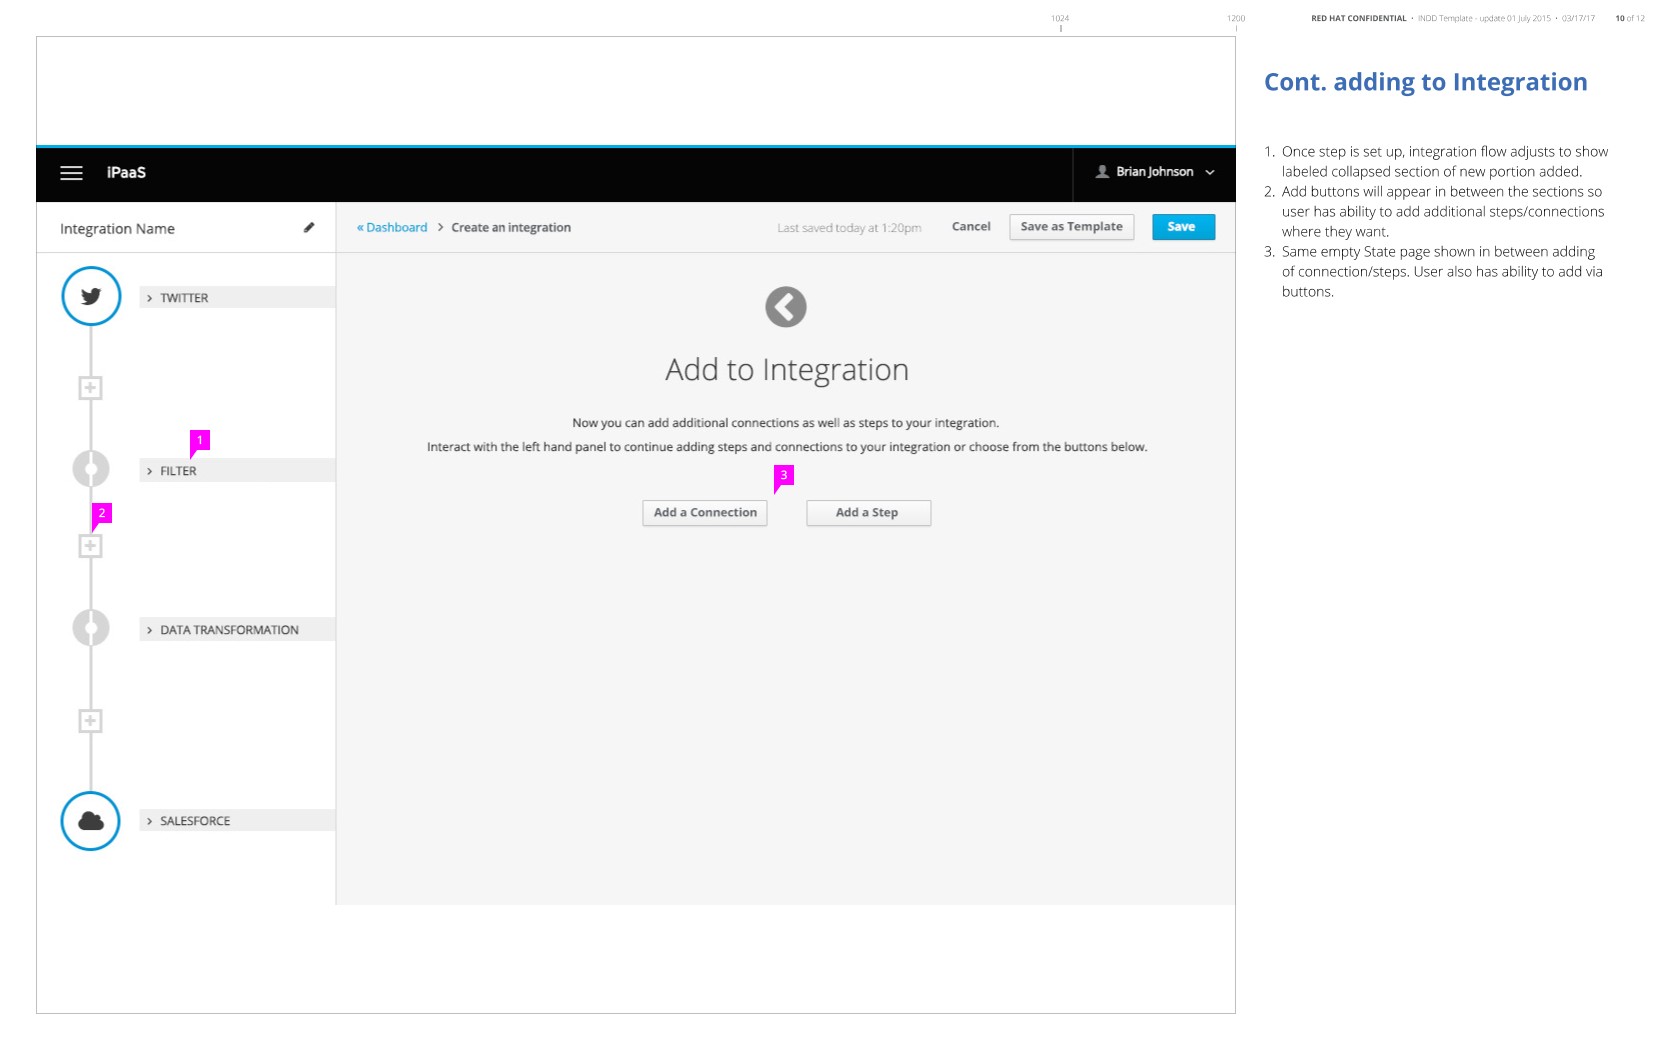 1024
1200
RED HAT CONFIDENTIAL • INDD Template - update 01 July 2015 • 03/17/17 10 of 12
Cont. adding to Integration
1. Once step is set up, integration flow adjusts to show
labeled collapsed section of new portion added.
2. Add buttons will appear in between the sections so
user has ability to add additional steps/connections
where they want.
3. Same empty State page shown in between adding
of connection/steps. User also has ability to add via
buttons.
iPaaS
Brian Johnson
Integration Name
« Dashboard > Create an integration
Last saved today at 1:20pm
Cancel
Save as Template
Save
> TWITTER
1
> FILTER
2
> DATA TRANSFORMATION
> SALESFORCE
Add to Integration
Now you can add additional connections as well as steps to your integration.
Interact with the left hand panel to continue adding steps and connections to your integration or choose from the buttons below.
3
Add a Connection
Add a Step